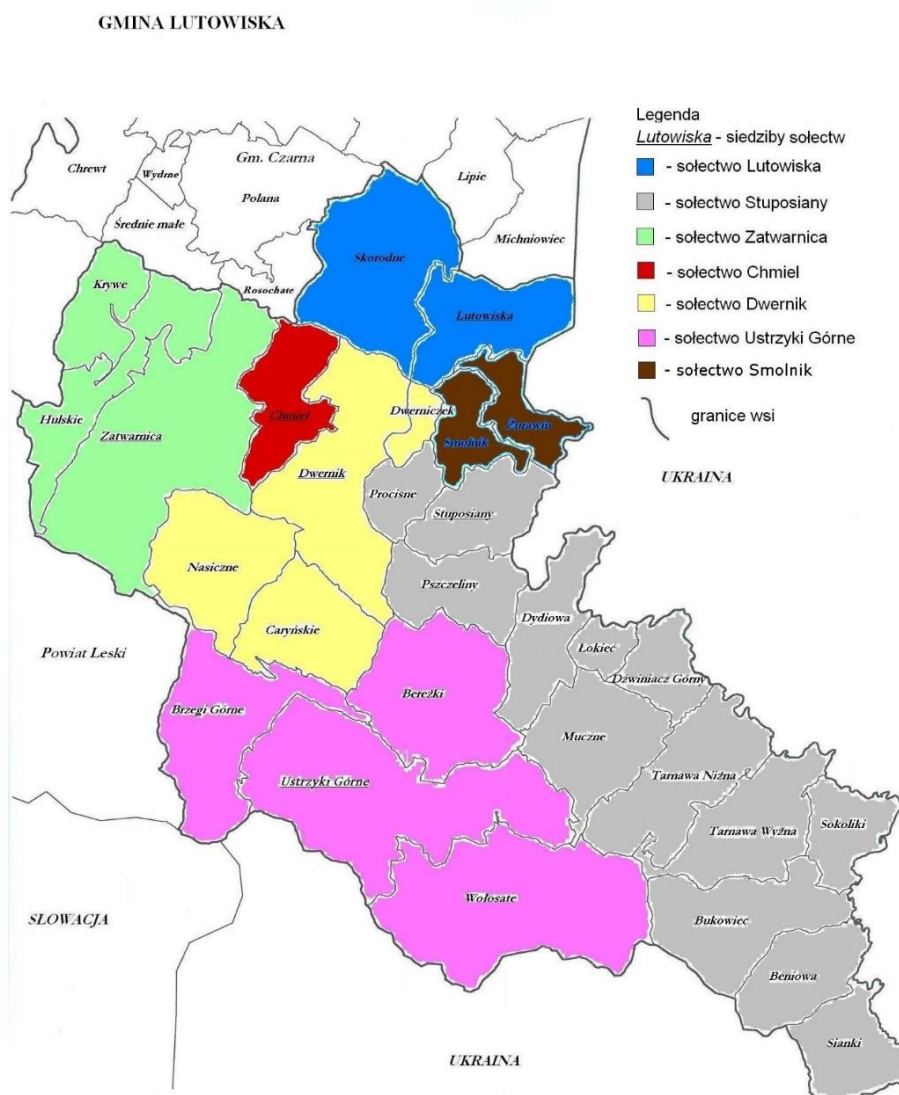 GMINA LUTOWISKA
Legenda
Lutowiska - siedziby sołectw
- sołectwo Lutowiska
- sołectwo Stuposiany
- sołectwo Zatwarnica
- sołectwo Chmiel
- sołectwo Dwernik
- sołectwo Ustrzyki Górne
- sołectwo Smolnik
granice wsi
Chrewt
Wydrne
Gm. Czarna
Polana
Lipie
Średnie małe
Michniowiec
Skorodne
Rosochate
Krywe
Lutowiska
Hulskie
Zatwarnica
Chmiel
Dwerniczek
Smolnik
Żurawin
UKRAINA
Dwernik
Procisne
Stuposiany
Nasiczne
Pszczeliny
Caryńskie
Dydiowa
Łokieć
Dźwiniacz Górny
Powiat Leski
Brzegi Górne
Bereżki
Muczne
Ustrzyki Górne
Tarnawa Niżna
Tarnawa Wyżna
Sokoliki
SŁOWACJA
Wołosate
Bukowiec
Beniowa
Sianki
UKRAINA